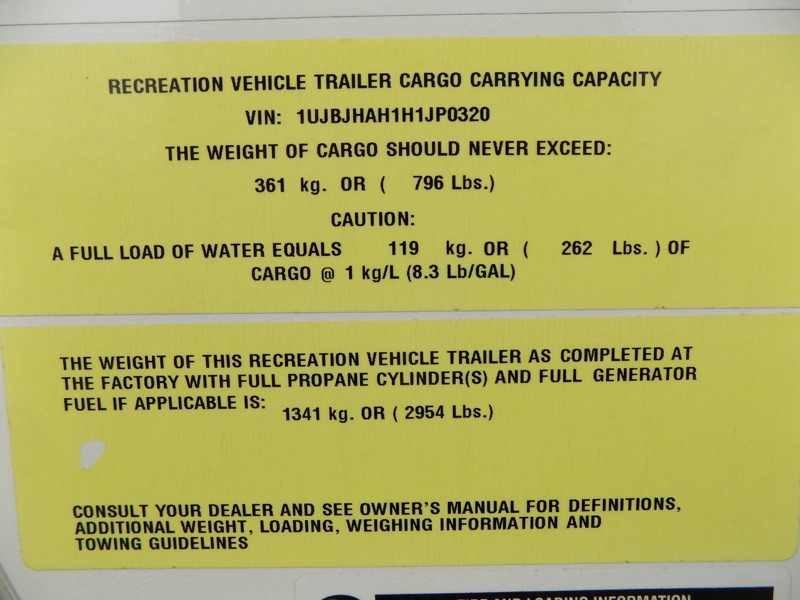 RECREATION VEHICLE TRAILER CARGO CARRYING CAPACITY
VIN: 1UJBJHAH1H1JP0320
THE WEIGHT OF CARGO SHOULD NEVER EXCEED:
361 kg. OR ( 796 Lbs.)
CAUTION:
A FULL LOAD OF WATER EQUALS 119 kg. OR ( 262 Lbs. ) OF
CARGO @ 1 kg/L (8.3 Lb/GAL)
THE WEIGHT OF THIS RECREATION VEHICLE TRAILER AS COMPLETED AT
THE FACTORY WITH FULL PROPANE CYLINDER(S) AND FULL GENERATOR
FUEL IF APPLICABLE IS: 1341 kg. OR ( 2954 Lbs.)
CONSULT YOUR DEALER AND SEE OWNER'S MANUAL FOR DEFINITIONS,
ADDITIONAL WEIGHT, LOADING, WEIGHING INFORMATION AND
TOWING GUIDELINES
TIRE AND LOADING INFORMATION